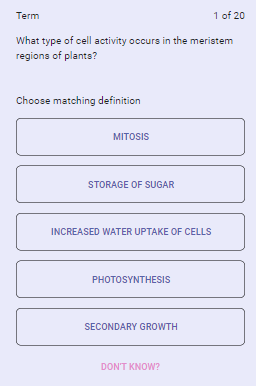 Term
1 of 20
What type of cell activity occurs in the meristem
regions of plants?
Choose matching definition
MITOSIS
STORAGE OF SUGAR
INCREASED WATER UPTAKE OF CELLS
PHOTOSYNTHESIS
SECONDARY GROWTH
DON'T KNOW?